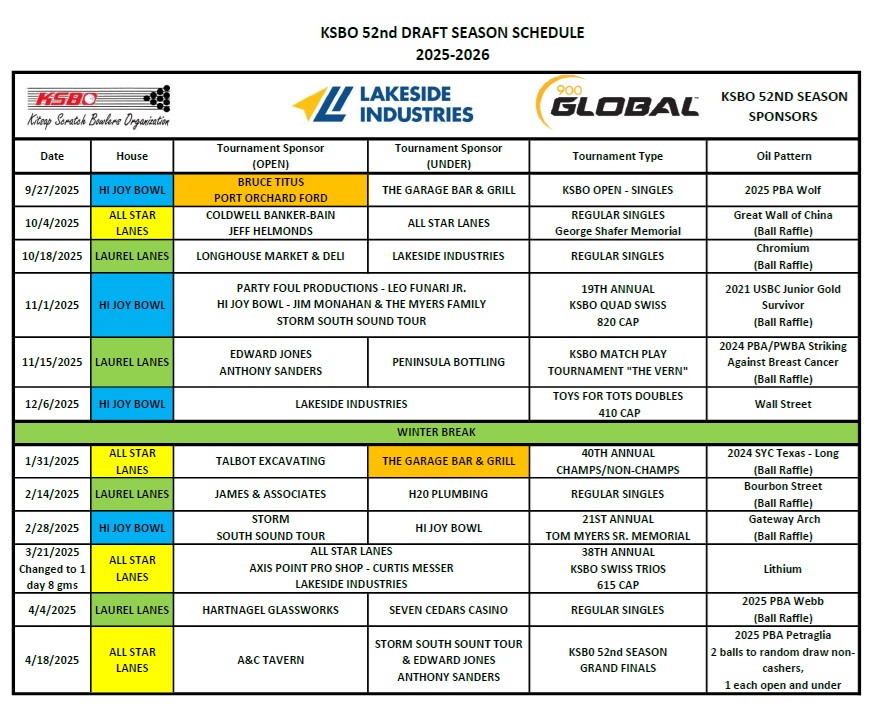 KSBO 52nd DRAFT SEASON SCHEDULE
2025-2026
KSBO
Kitsap Scratch Bowlers Organization
LAKESIDE
INDUSTRIES
900
GLOBAL
KSBO 52ND SEASON
SPONSORS
Date
House
Tournament Sponsor
(OPEN)
Tournament Sponsor
(UNDER)
Tournament Type
Oil Pattern
9/27/2025
HI JOY BOWL
BRUCE TITUS
PORT ORCHARD FORD
THE GARAGE BAR & GRILL
KSBO OPEN - SINGLES
2025 PBA Wolf
10/4/2025
ALL STAR
LANES
COLDWELL BANKER-BAIN
JEFF HELMONDS
ALL STAR LANES
REGULAR SINGLES
George Shafer Memorial
Great Wall of China
(Ball Raffle)
10/18/2025
LAUREL LANES
LONGHOUSE MARKET & DELI
LAKESIDE INDUSTRIES
REGULAR SINGLES
Chromium
(Ball Raffle)
11/1/2025
HI JOY BOWL
PARTY FOUL PRODUCTIONS - LEO FUNARI JR.
HI JOY BOWL - JIM MONAHAN & THE MYERS FAMILY
STORM SOUTH SOUND TOUR
19TH ANNUAL
KSBO QUAD SWISS
820 CAP
2021 USBC Junior Gold
Survivor
(Ball Raffle)
11/15/2025
LAUREL LANES
EDWARD JONES
ANTHONY SANDERS
PENINSULA BOTTLING
KSBO MATCH PLAY
TOURNAMENT "THE VERN"
2024 PBA/PWBA Striking
Against Breast Cancer
(Ball Raffle)
12/6/2025
HI JOY BOWL
LAKESIDE INDUSTRIES
TOYS FOR TOTS DOUBLES
410 CAP
Wall Street
WINTER BREAK
1/31/2025
ALL STAR
LANES
TALBOT EXCAVATING
THE GARAGE BAR & GRILL
40TH ANNUAL
CHAMPS/NON-CHAMPS
2024 SYC Texas - Long
(Ball Raffle)
2/14/2025
LAUREL LANES
JAMES & ASSOCIATES
H20 PLUMBING
REGULAR SINGLES
Bourbon Street
(Ball Raffle)
2/28/2025
HI JOY BOWL
STORM
SOUTH SOUND TOUR
HI JOY BOWL
21ST ANNUAL
TOM MYERS SR. MEMORIAL
Gateway Arch
(Ball Raffle)
3/21/2025
Changed to 1
day 8 gms
ALL STAR
LANES
ALL STAR LANES
AXIS POINT PRO SHOP - CURTIS MESSER
LAKESIDE INDUSTRIES
38TH ANNUAL
KSBO SWISS TRIOS
615 CAP
Lithium
4/4/2025
LAUREL LANES
HARTNAGEL GLASSWORKS
SEVEN CEDARS CASINO
REGULAR SINGLES
2025 PBA Webb
(Ball Raffle)
4/18/2025
ALL STAR
LANES
A&C TAVERN
STORM SOUTH SOUNT TOUR
& EDWARD JONES
ANTHONY SANDERS
KSB0 52nd SEASON
GRAND FINALS
2025 PBA Petraglia
2 balls to random draw non-
cashers,
1 each open and under